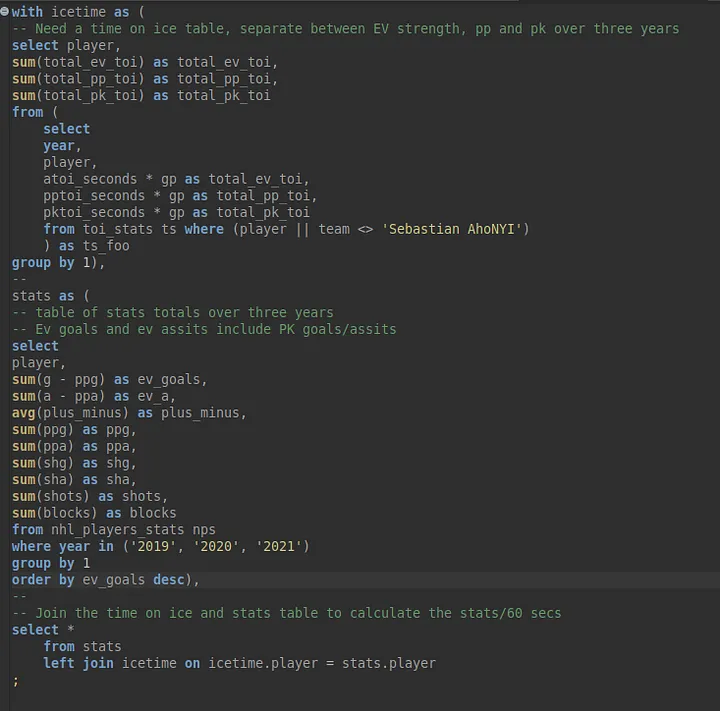 with icetime as (
-- Need a time on ice table, separate between EV strength, pp and pk over three years
select player,
sum(total_ev_toi) as total_ev_toi,
sum(total_pp_toi) as total_pp_toi,
sum(total_pk_toi) as total_pk_toi
from (
    select
    year,
    player,
    atoi_seconds * gp as total_ev_toi,
    pptoi_seconds * gp as total_pp_toi,
    pktoi_seconds * gp as total_pk_toi
    from toi_stats ts where (player || team <> 'Sebastian AhoNYI')
    ) as ts_foo
group by 1),
--
stats as (
-- table of stats totals over three years
-- Ev goals and ev assits include PK goals/assits
select
player,
sum(g - ppg) as ev_goals,
sum(a - ppa) as ev_a,
avg(plus_minus) as plus_minus,
sum(ppg) as ppg,
sum(ppa) as ppa,
sum(shg) as shg,
sum(sha) as sha,
sum(shots) as shots,
sum(blocks) as blocks
from nhl_players_stats nps
where year in ('2019', '2020', '2021')
group by 1
order by ev_goals desc),
--
-- Join the time on ice and stats table to calculate the stats/60 secs
select *
    from stats
    left join icetime on icetime.player = stats.player
;